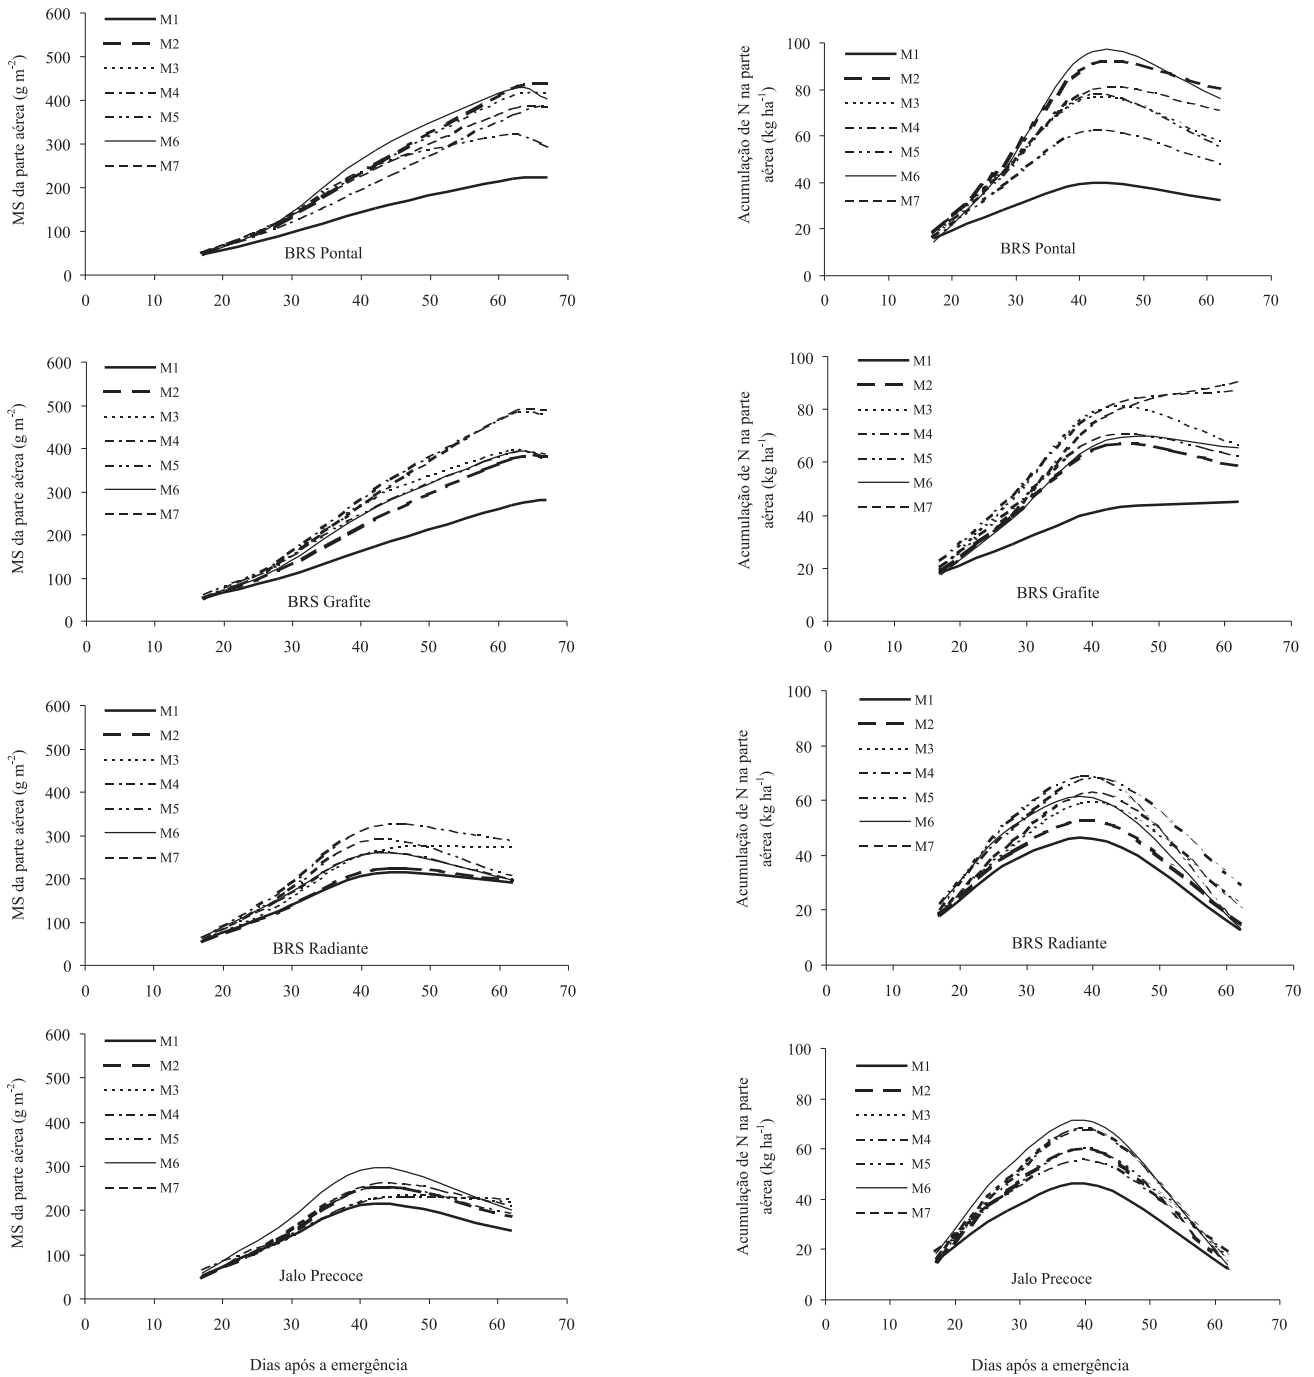 MS da parte aérea (g m-2)
600
500
400
300
200
100
0
M1
M2
M3
M4
M5
M6
M7
BRS Pontal
0 10 20 30 40 50 60 70
Acumulação de N na parte
aérea (kg ha-1)
100
80
60
40
20
0
M1
M2
M3
M4
M5
M6
M7
BRS Pontal
0 20 30 40 50 60 70
MS da parte aérea (g m-2)
600
500
400
300
200
100
0
M1
M2
M3
M4
M5
M6
M7
BRS Grafite
0 10 20 30 40 50 60 70
Acumulação de N na parte
aérea (kg ha-1)
100
80
60
40
20
0
M1
M2
M3
M4
M5
M6
M7
BRS Grafite
0 10 20 30 40 50 60 70
MS da parte aérea (g m-2)
600
500
400
300
200
100
0
M1
M2
M3
M4
M5
M6
M7
BRS Radiante
0 10 20 30 40 50 60 70
Acumulação de N na parte
aérea (kg ha-1)
100
80
60
40
20
0
M1
M2
M3
M4
M5
M6
M7
BRS Radiante
0 10 20 30 40 50 60 70
MS da parte aérea (g m-2)
600
500
400
300
200
100
0
M1
M2
M3
M4
M5
M6
M7
Jalo Precoce
0 10 20 30 40 50 60 70
Dias após a emergência
Acumulação de N na parte
aérea (kg ha-1)
100
80
60
40
20
0
M1
M2
M3
M4
M5
M6
M7
Jalo Precoce
0 10 20 30 40 50 60 70
Dias após a emergência